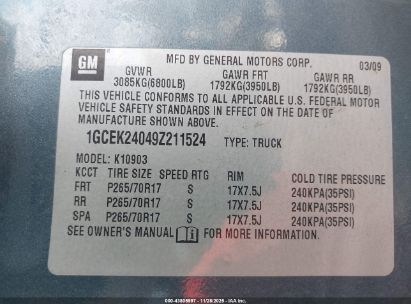 GM
MFD BY GENERAL MOTORS CORP. 03/09
GVWR GAWR FRT GAWR RR
3085KG(6800LB) 1792KG(3950LB) 1792KG(3950LB)
THIS VEHICLE CONFORMS TO ALL APPLICABLE U.S. FEDERAL MOTOR
VEHICLE SAFETY STANDARDS IN EFFECT ON THE DATE OF
MANUFACTURE SHOWN ABOVE.
1GCEK24049Z211524 TYPE: TRUCK
MODEL: K10903
KCCT TIRE SIZE SPEED RTG RIM COLD TIRE PRESSURE
FRT P265/70R17 S 17X7.5J 240KPA(35PSI)
RR P265/70R17 S 17X7.5J 240KPA(35PSI)
SPA P265/70R17 S 17X7.5J 240KPA(35PSI)
SEE OWNER'S MANUAL FOR MORE INFORMATION.